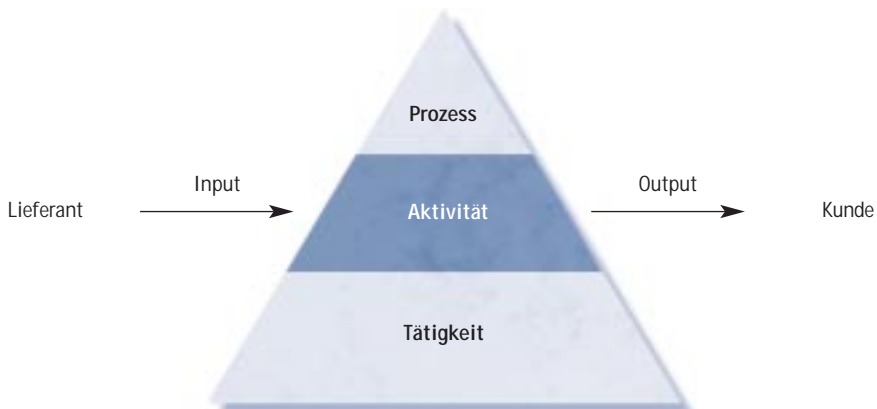 Prozess
Input
Output
Lieferant
Aktivität
Kunde
Tätigkeit